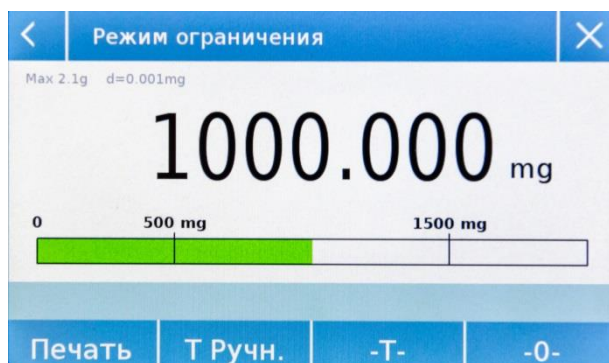 Режим ограничения
Max 2.1g d=0.001mg
1000.000 mg
0 500 mg 1500 mg
Печать Т Ручн. -T- -0-